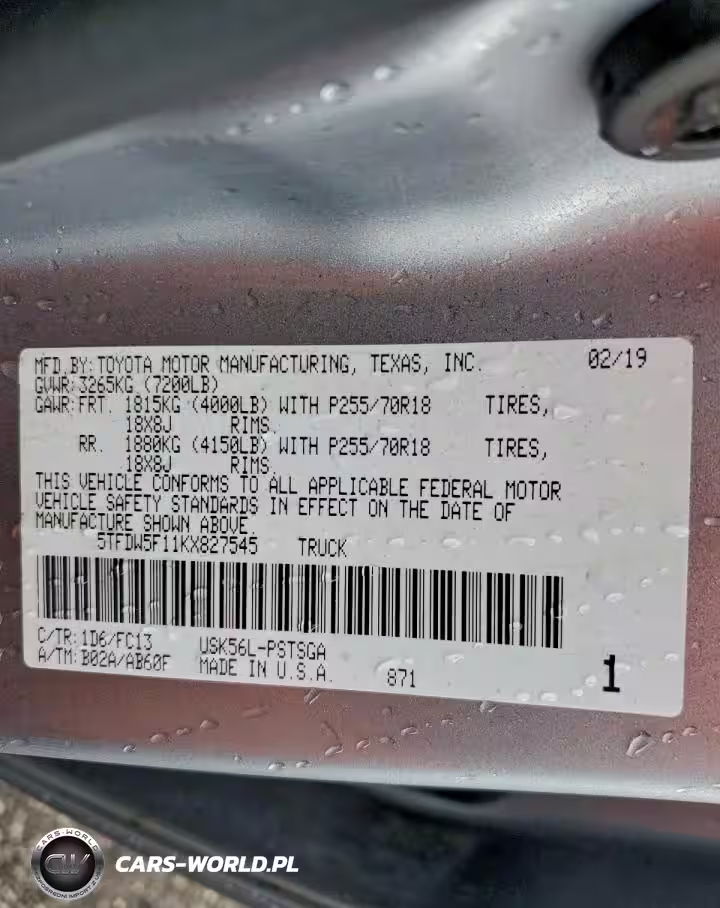 MFD.BY:TOYOTA MOTOR MANUFACTURING, TEXAS, INC. 02/19
GVWR:3265KG (7200LB)
GAWR:FRT. 1815KG (4000LB) WITH P255/70R18 TIRES,
18X8J RIMS.
RR. 1880KG (4150LB) WITH P255/70R18 TIRES,
18X8J RIMS.
THIS VEHICLE CONFORMS TO ALL APPLICABLE FEDERAL MOTOR
VEHICLE SAFETY STANDARDS IN EFFECT ON THE DATE OF
MANUFACTURE SHOWN ABOVE.
5TFDW5F11KX827545 TRUCK
C/TR:1D6/FC13 USK56L-PSTSGA
A/TM:B02A/AB60F MADE IN U.S.A. 871 1
CARS-WORLD
CW
CARS-WORLD.PL